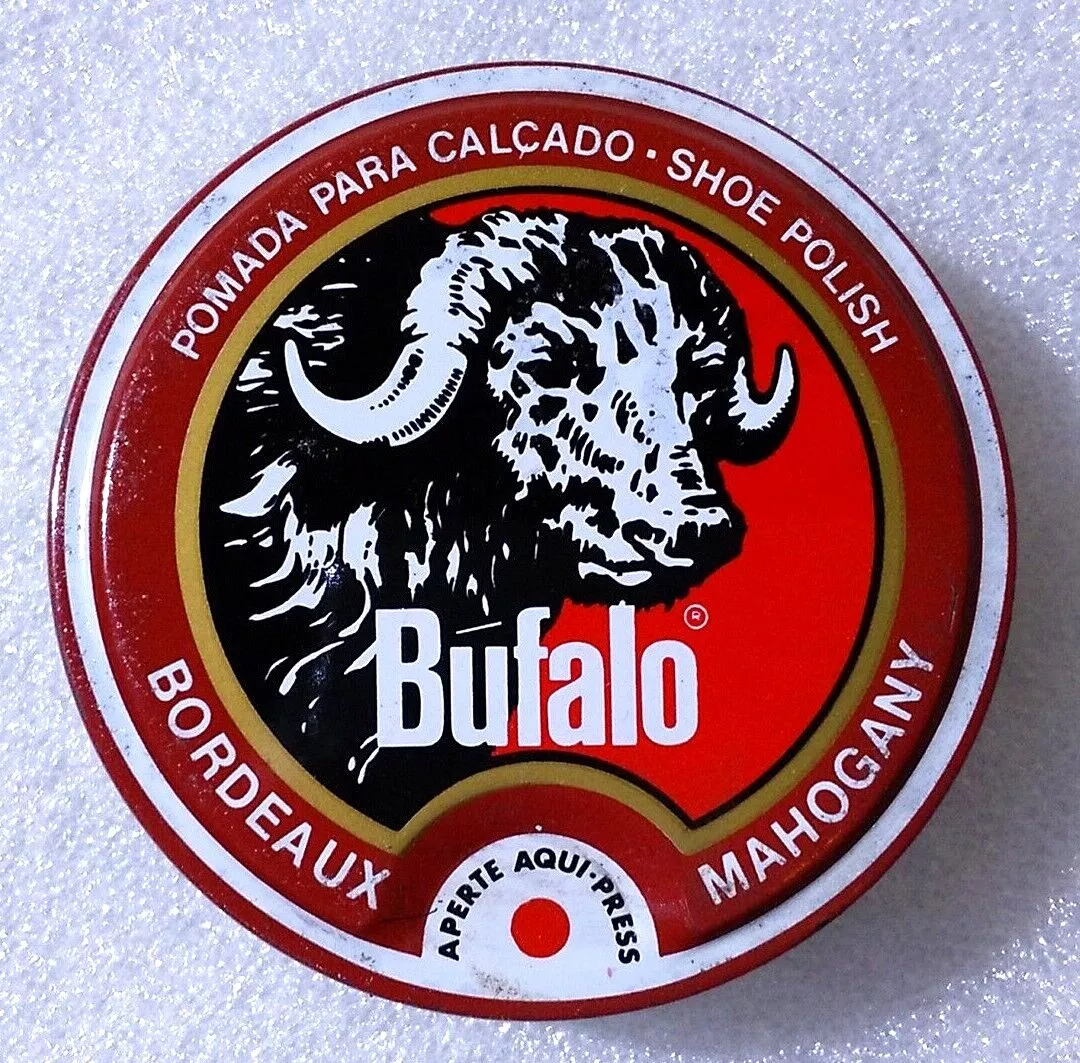 POMADA PARA CALÇADO · SHOE POLISH
Búfalo ®
BORDEAUX
MAHOGANY
APERTE AQUI·PRESS